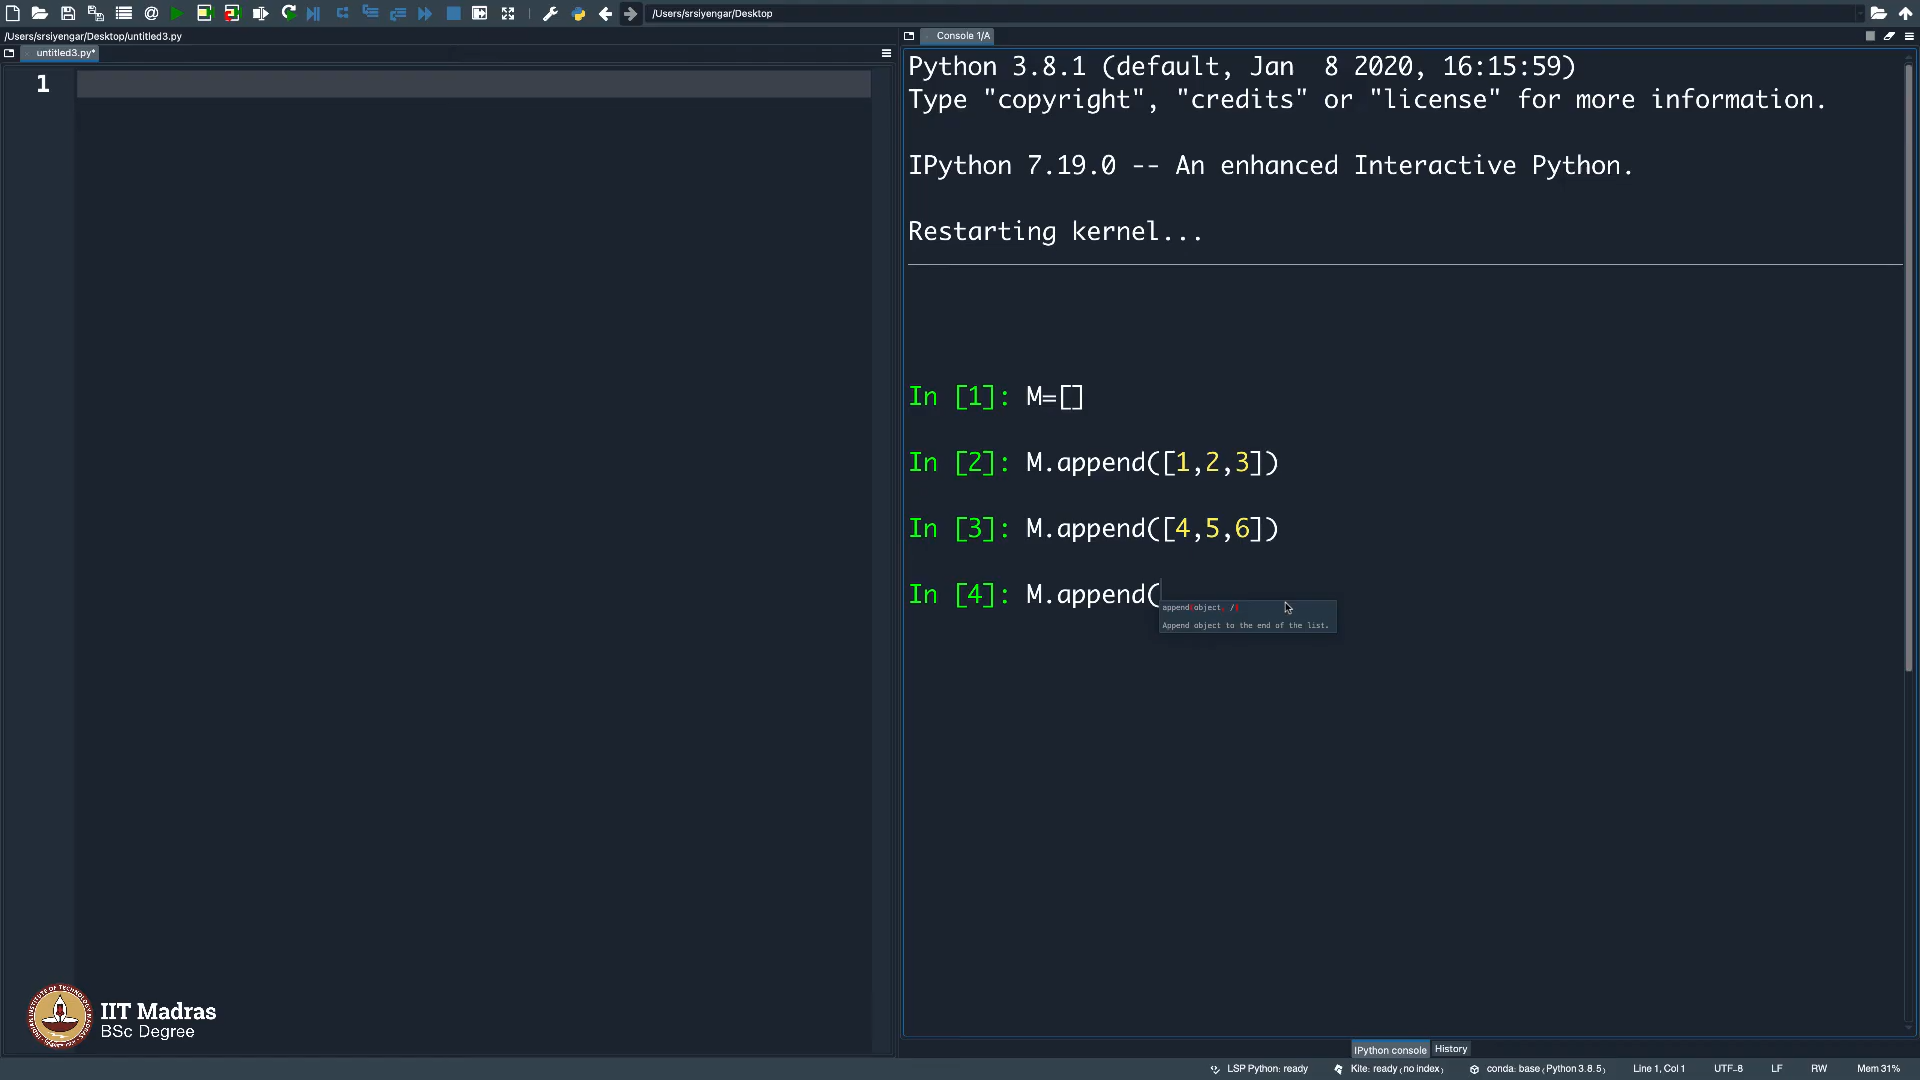 /Users/srsiyengar/Desktop
/Users/srsiyengar/Desktop/untitled3.py
untitled3.py*
1
Console 1/A
Python 3.8.1 (default, Jan  8 2020, 16:15:59)
Type "copyright", "credits" or "license" for more information.
IPython 7.19.0 -- An enhanced Interactive Python.
Restarting kernel...
In [1]: M=[]
In [2]: M.append([1,2,3])
In [3]: M.append([4,5,6])
In [4]: M.append(
append(object, /)
Append object to the end of the list.
IIT Madras
BSc Degree
IPython console
History
LSP Python: ready
Kite: ready (no index)
conda: base (Python 3.8.5)
Line 1, Col 1
UTF-8
LF
RW
Mem 31%